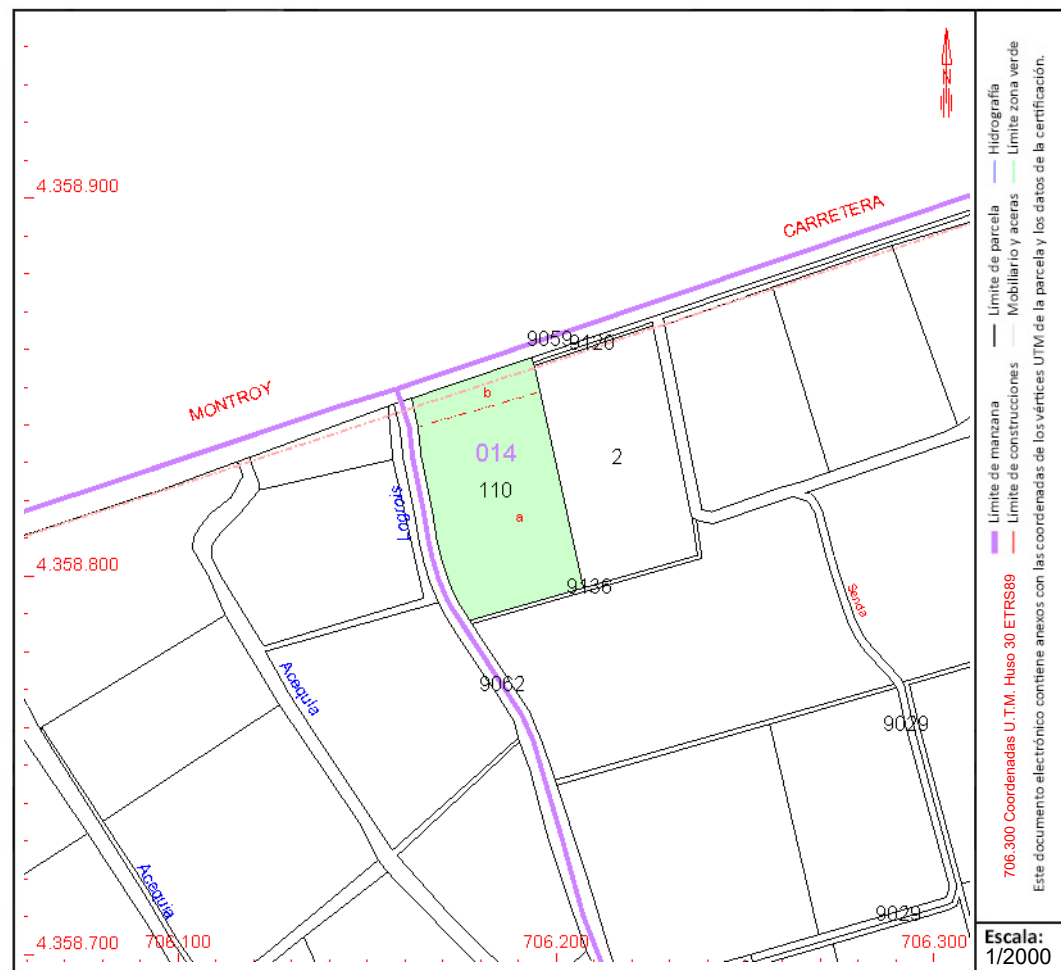 N
4.358.900
CARRETERA
9059
9120
MONTROY
b
014
2
110
Logrois
a
4.358.800
9136
Senda
Acequia
9062
9029
Acequia
9029
4.358.700
706.100
706.200
706.300
Límite de manzana
Límite de parcela
Hidrografía
Límite de construcciones
Mobiliario y aceras
Límite zona verde
706.300 Coordenadas U.T.M. Huso 30 ETRS89
Este documento electrónico contiene anexos con las coordenadas de los vértices UTM de la parcela y los datos de la certificación.
Escala:
1/2000